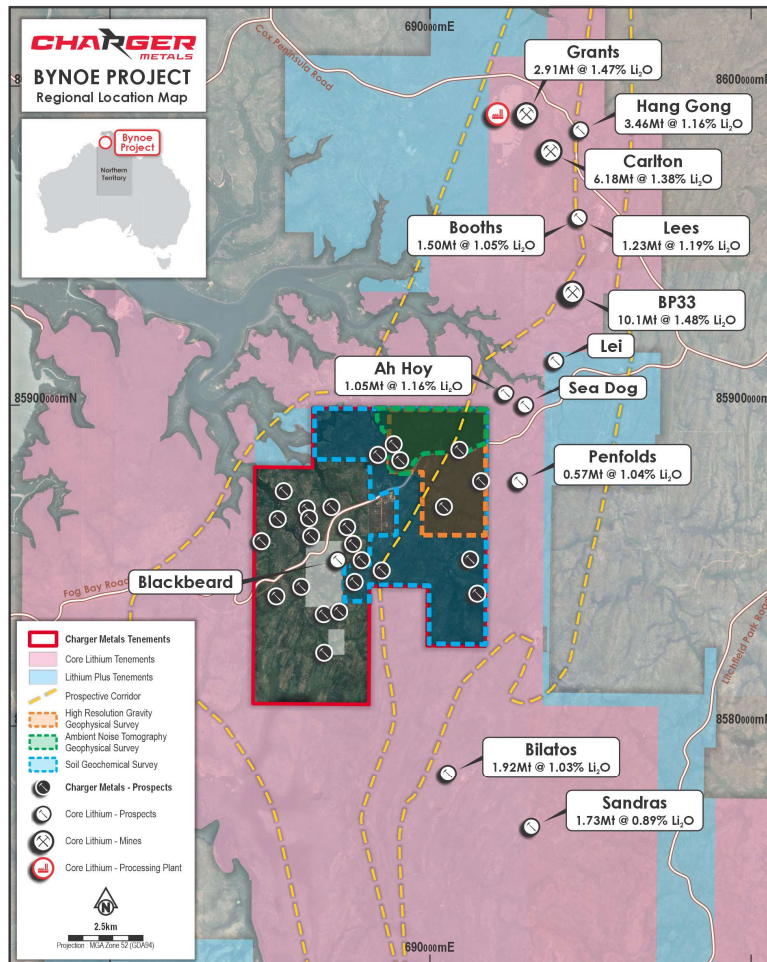 CHARGER
METALS
BYNOE PROJECT
Regional Location Map
Bynoe
Project
Northern
Territory
690000mE
Cox Peninsula Road
8600000mN
Grants
2.91Mt @ 1.47% Li2O
Hang Gong
3.46Mt @ 1.16% Li2O
Carlton
6.18Mt @ 1.38% Li2O
Booths
1.50Mt @ 1.05% Li2O
Lees
1.23Mt @ 1.19% Li2O
BP33
10.1Mt @ 1.48% Li2O
Lei
Ah Hoy
1.05Mt @ 1.16% Li2O
Sea Dog
85900000mN
85900000m
Penfolds
0.57Mt @ 1.04% Li2O
Blackbeard
Fog Bay Road
Litchfield Park Road
Charger Metals Tenements
Core Lithium Tenements
Lithium Plus Tenements
Prospective Corridor
High Resolution Gravity
Geophysical Survey
Ambient Noise Tomography
Geophysical Survey
Soil Geochemical Survey
Charger Metals - Prospects
Core Lithium - Prospects
Core Lithium - Mines
Core Lithium - Processing Plant
N
2.5km
Projection : MGA Zone 52 (GDA94)
8580000m
Bilatos
1.92Mt @ 1.03% Li2O
Sandras
1.73Mt @ 0.89% Li2O
690000mE